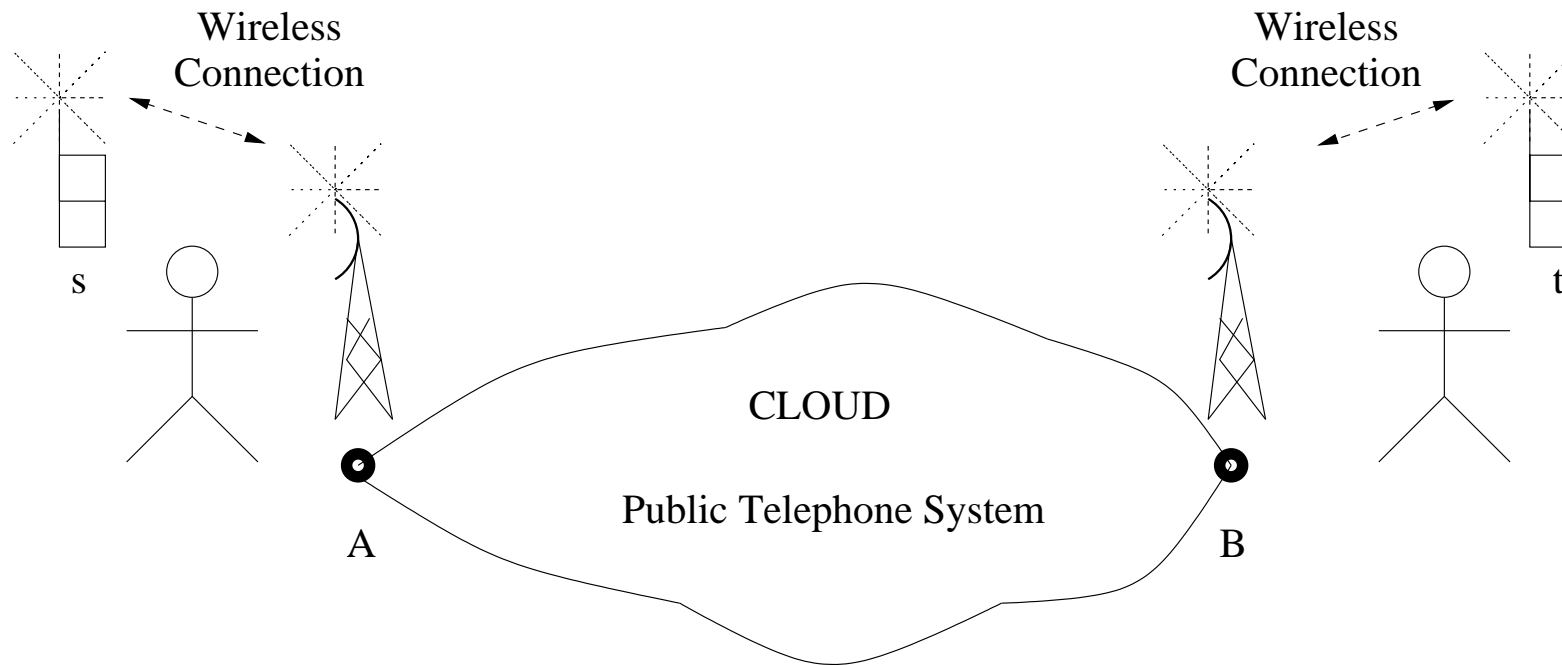 Wireless
Connection
Wireless
Connection
s
t
CLOUD
Public Telephone System
A
B